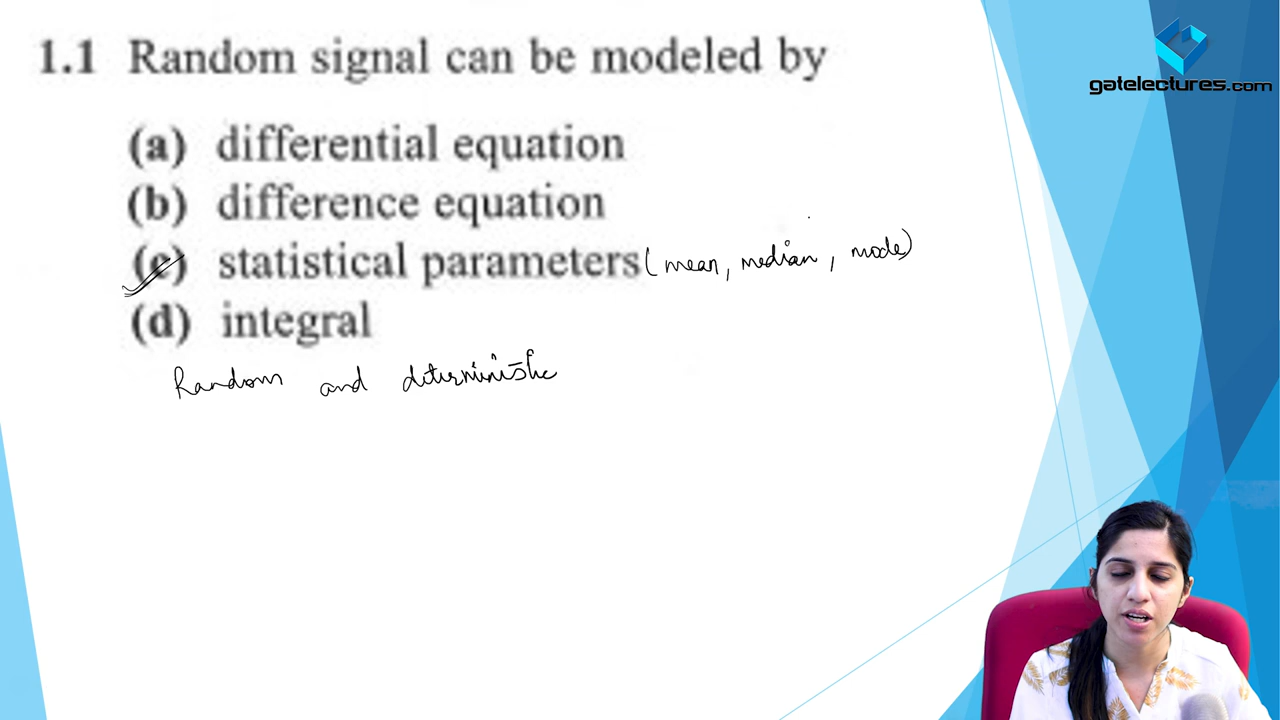 1.1 Random signal can be modeled by
gatelectures.com
(a) differential equation
(b) difference equation
(c) statistical parameters (mean, median, mode)
(d) integral
Random and deterministic